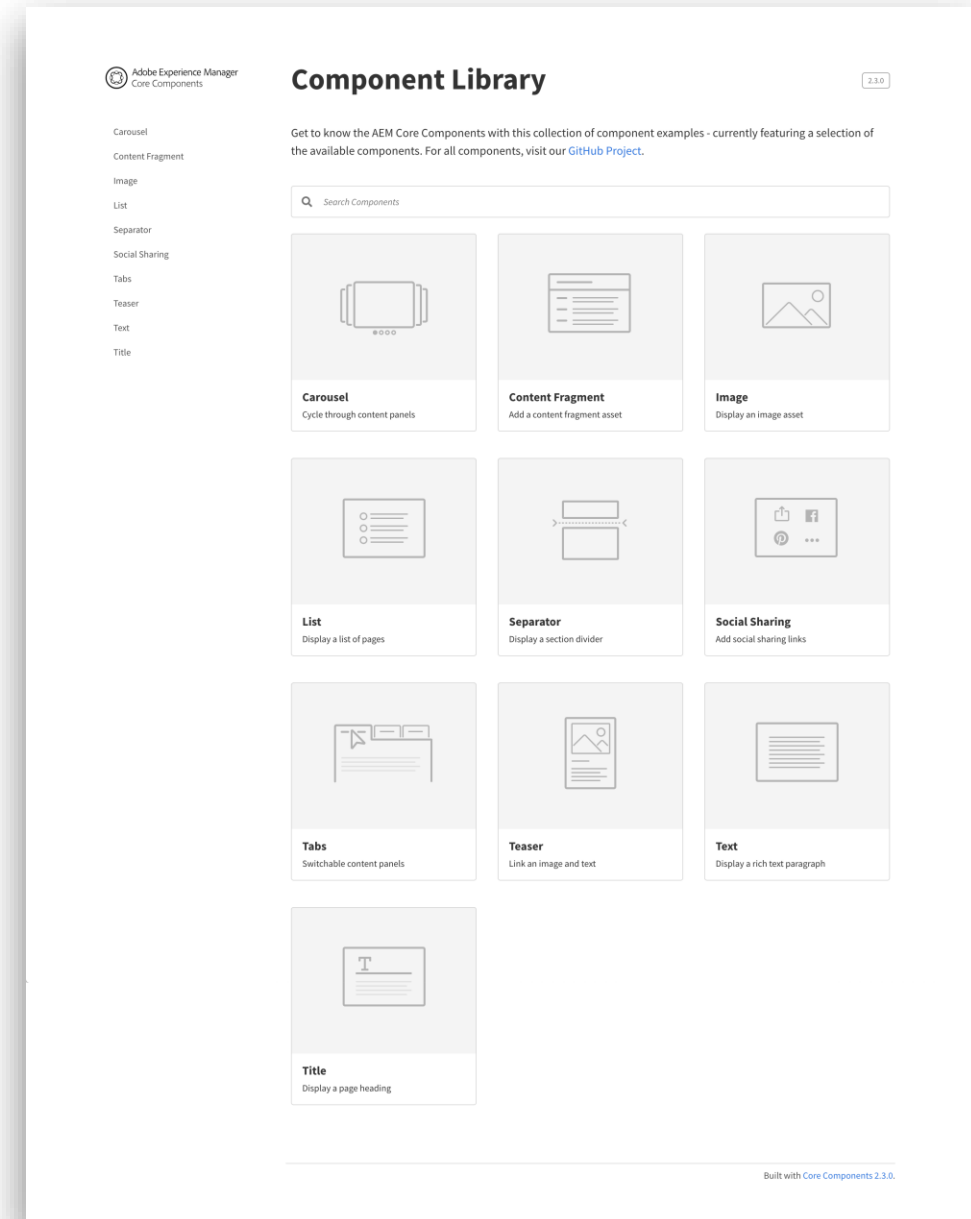 Adobe Experience Manager
Core Components
Carousel
Content Fragment
Image
List
Separator
Social Sharing
Tabs
Teaser
Text
Title
Component Library
2.3.0
Get to know the AEM Core Components with this collection of component examples - currently featuring a selection of
the available components. For all components, visit our GitHub Project.
Search Components
Carousel
Cycle through content panels
Content Fragment
Add a content fragment asset
Image
Display an image asset
List
Display a list of pages
Separator
Display a section divider
Social Sharing
Add social sharing links
Tabs
Switchable content panels
Teaser
Link an image and text
Text
Display a rich text paragraph
T
Title
Display a page heading
Built with Core Components 2.3.0.